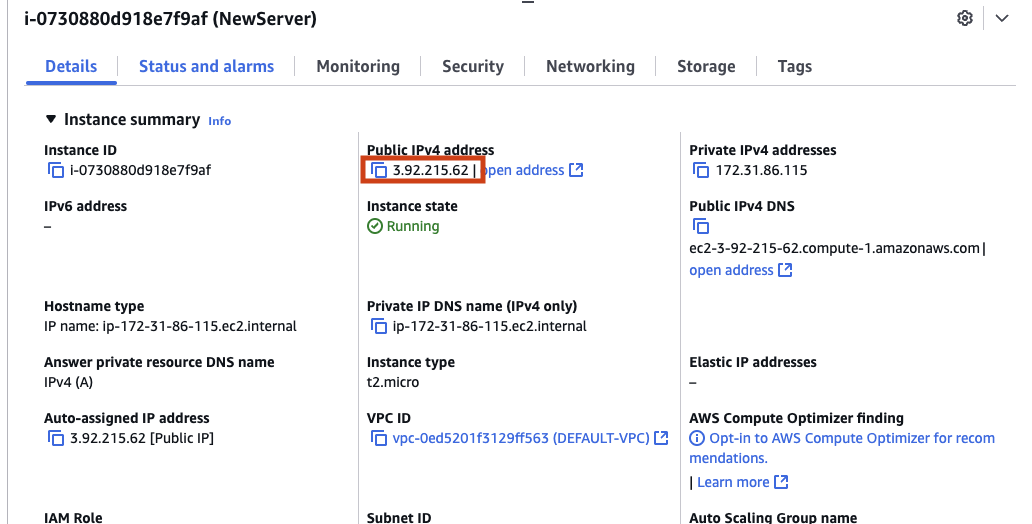 i-0730880d918e7f9af (NewServer)
Details
Status and alarms
Monitoring
Security
Networking
Storage
Tags
Instance summary Info
Instance ID
i-0730880d918e7f9af
Public IPv4 address
3.92.215.62 | open address
Private IPv4 addresses
172.31.86.115
IPv6 address
–
Instance state
Running
Public IPv4 DNS
ec2-3-92-215-62.compute-1.amazonaws.com |
open address
Hostname type
IP name: ip-172-31-86-115.ec2.internal
Private IP DNS name (IPv4 only)
ip-172-31-86-115.ec2.internal
Answer private resource DNS name
IPv4 (A)
Instance type
t2.micro
Elastic IP addresses
–
Auto-assigned IP address
3.92.215.62 [Public IP]
VPC ID
vpc-0ed5201f3129ff563 (DEFAULT-VPC)
AWS Compute Optimizer finding
Opt-in to AWS Compute Optimizer for recom
mendations.
| Learn more
IAM Role
Subnet ID
Auto Scaling Group name